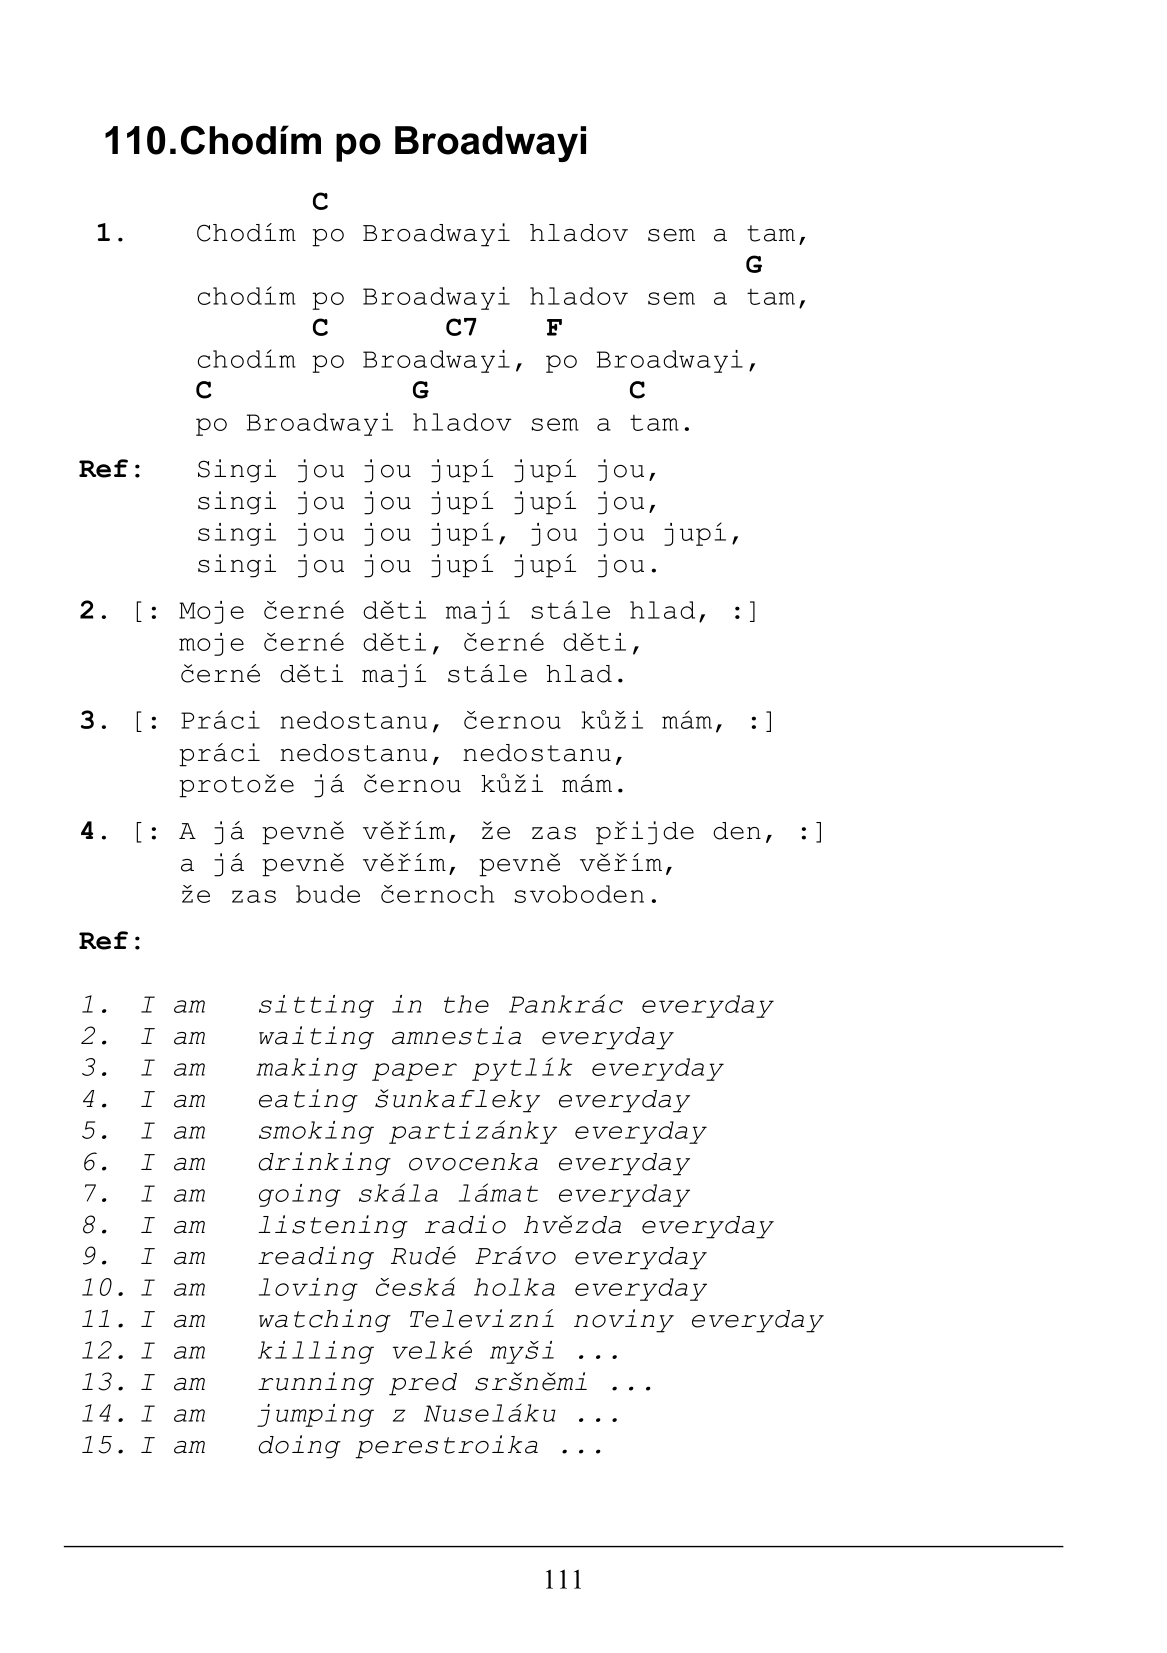 110.Chodím po Broadwayi
C
1. Chodím po Broadwayi hladov sem a tam,
G
chodím po Broadwayi hladov sem a tam,
C C7 F
chodím po Broadwayi, po Broadwayi,
C G C
po Broadwayi hladov sem a tam.
Ref: Singi jou jou jupí jupí jou,
singi jou jou jupí jupí jou,
singi jou jou jupí, jou jou jupí,
singi jou jou jupí jupí jou.
2. [: Moje černé děti mají stále hlad, :]
moje černé děti, černé děti,
černé děti mají stále hlad.
3. [: Práci nedostanu, černou kůži mám, :]
práci nedostanu, nedostanu,
protože já černou kůži mám.
4. [: A já pevně věřím, že zas přijde den, :]
a já pevně věřím, pevně věřím,
že zas bude černoch svoboden.
Ref:
1. I am sitting in the Pankrác everyday
2. I am waiting amnestia everyday
3. I am making paper pytlík everyday
4. I am eating šunkafleky everyday
5. I am smoking partizánky everyday
6. I am drinking ovocenka everyday
7. I am going skála lámat everyday
8. I am listening radio hvězda everyday
9. I am reading Rudé Právo everyday
10. I am loving česká holka everyday
11. I am watching Televizní noviny everyday
12. I am killing velké myši ...
13. I am running pred sršněmi ...
14. I am jumping z Nuseláku ...
15. I am doing perestroika ...
111